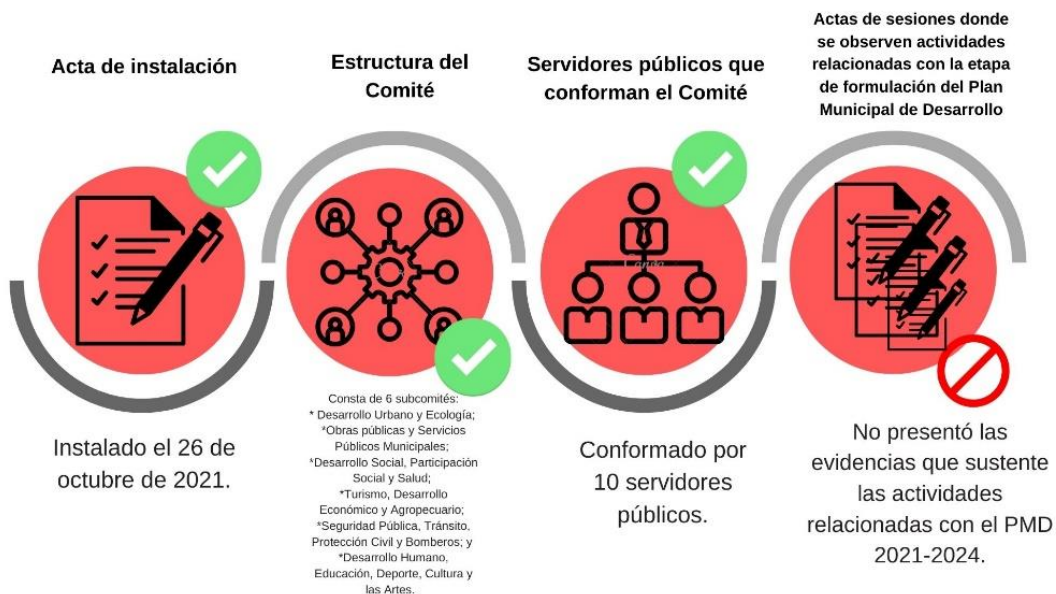 Acta de instalación
Instalado el 26 de
octubre de 2021.
Estructura del
Comité
Consta de 6 subcomités:
* Desarrollo Urbano y Ecología;
*Obras públicas y Servicios
Públicos Municipales;
*Desarrollo Social, Participación
Social y Salud;
*Turismo, Desarrollo
Económico y Agropecuario;
*Seguridad Pública, Tránsito,
Protección Civil y Bomberos; y
*Desarrollo Humano,
Educación, Deporte, Cultura y
las Artes.
Servidores públicos que
conforman el Comité
Canva
Conformado por
10 servidores
públicos.
Actas de sesiones donde
se observen actividades
relacionadas con la etapa
de formulación del Plan
Municipal de Desarrollo
No presentó las
evidencias que sustente
las actividades
relacionadas con el PMD
2021-2024.